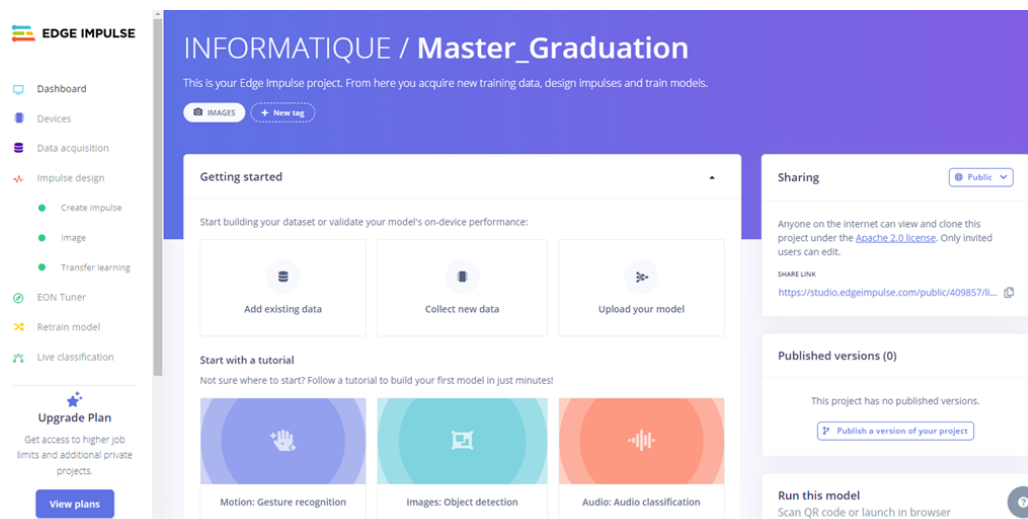 EDGE IMPULSE
Dashboard
Devices
Data acquisition
Impulse design
Create impulse
Image
Transfer learning
EON Tuner
Retrain model
Live classification
Upgrade Plan
Get access to higher job
limits and additional private
projects.
View plans
INFORMATIQUE / Master_Graduation
This is your Edge Impulse project. From here you acquire new training data, design impulses and train models.
IMAGES
+ New tag
Getting started
Start building your dataset or validate your model's on-device performance:
Add existing data
Collect new data
Upload your model
Start with a tutorial
Not sure where to start? Follow a tutorial to build your first model in just minutes!
Motion: Gesture recognition
Images: Object detection
Audio: Audio classification
Sharing
Public
Anyone on the internet can view and clone this
project under the Apache 2.0 license. Only invited
users can edit.
SHARE LINK
https://studio.edgeimpulse.com/public/409857/li...
Published versions (0)
This project has no published versions.
Publish a version of your project
Run this model
Scan QR code or launch in browser
?